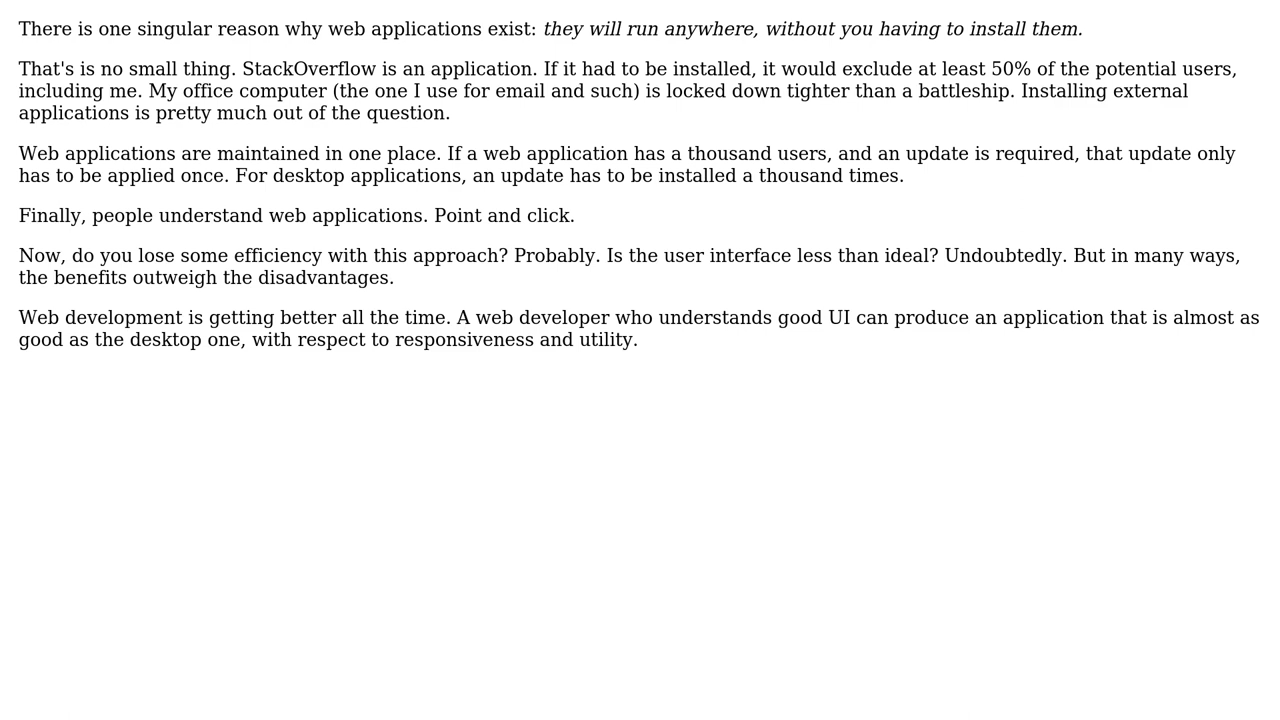 There is one singular reason why web applications exist: they will run anywhere, without you having to install them.
That's is no small thing. StackOverflow is an application. If it had to be installed, it would exclude at least 50% of the potential users,
including me. My office computer (the one I use for email and such) is locked down tighter than a battleship. Installing external
applications is pretty much out of the question.
Web applications are maintained in one place. If a web application has a thousand users, and an update is required, that update only
has to be applied once. For desktop applications, an update has to be installed a thousand times.
Finally, people understand web applications. Point and click.
Now, do you lose some efficiency with this approach? Probably. Is the user interface less than ideal? Undoubtedly. But in many ways,
the benefits outweigh the disadvantages.
Web development is getting better all the time. A web developer who understands good UI can produce an application that is almost as
good as the desktop one, with respect to responsiveness and utility.